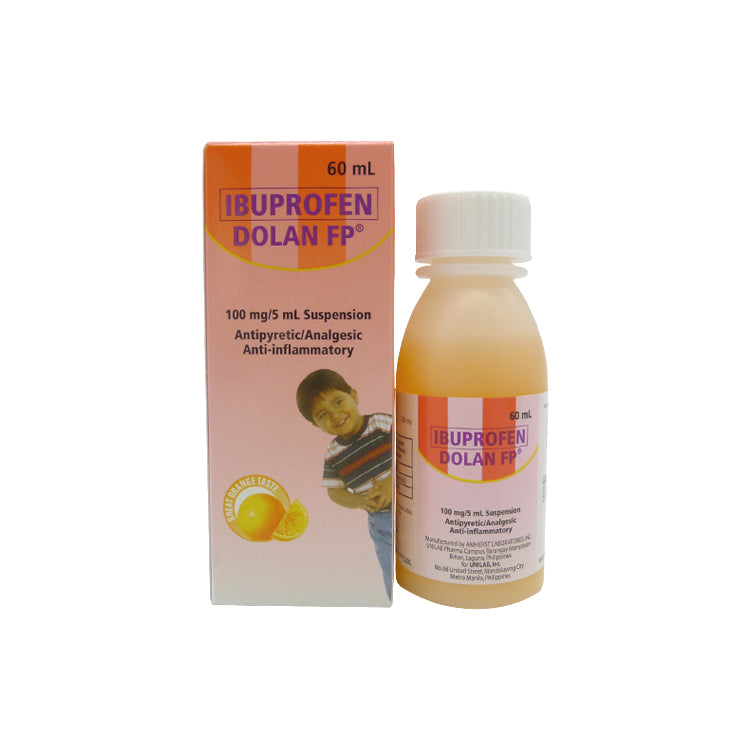 60 mL
IBUPROFEN
DOLAN FP®
100 mg/5 mL Suspension
Antipyretic/Analgesic
Anti-inflammatory
GREAT ORANGE TASTE
60 mL
IBUPROFEN
DOLAN FP®
100 mg/5 mL Suspension
Antipyretic/Analgesic
Anti-inflammatory
Manufactured by AMHERST LABORATORIES, INC.
UNILAB Pharma Campus, Barangay Mamplasan
Biñan, Laguna, Philippines
for UNILAB, Inc.
No. 66 United Street, Mandaluyong City
Metro Manila, Philippines